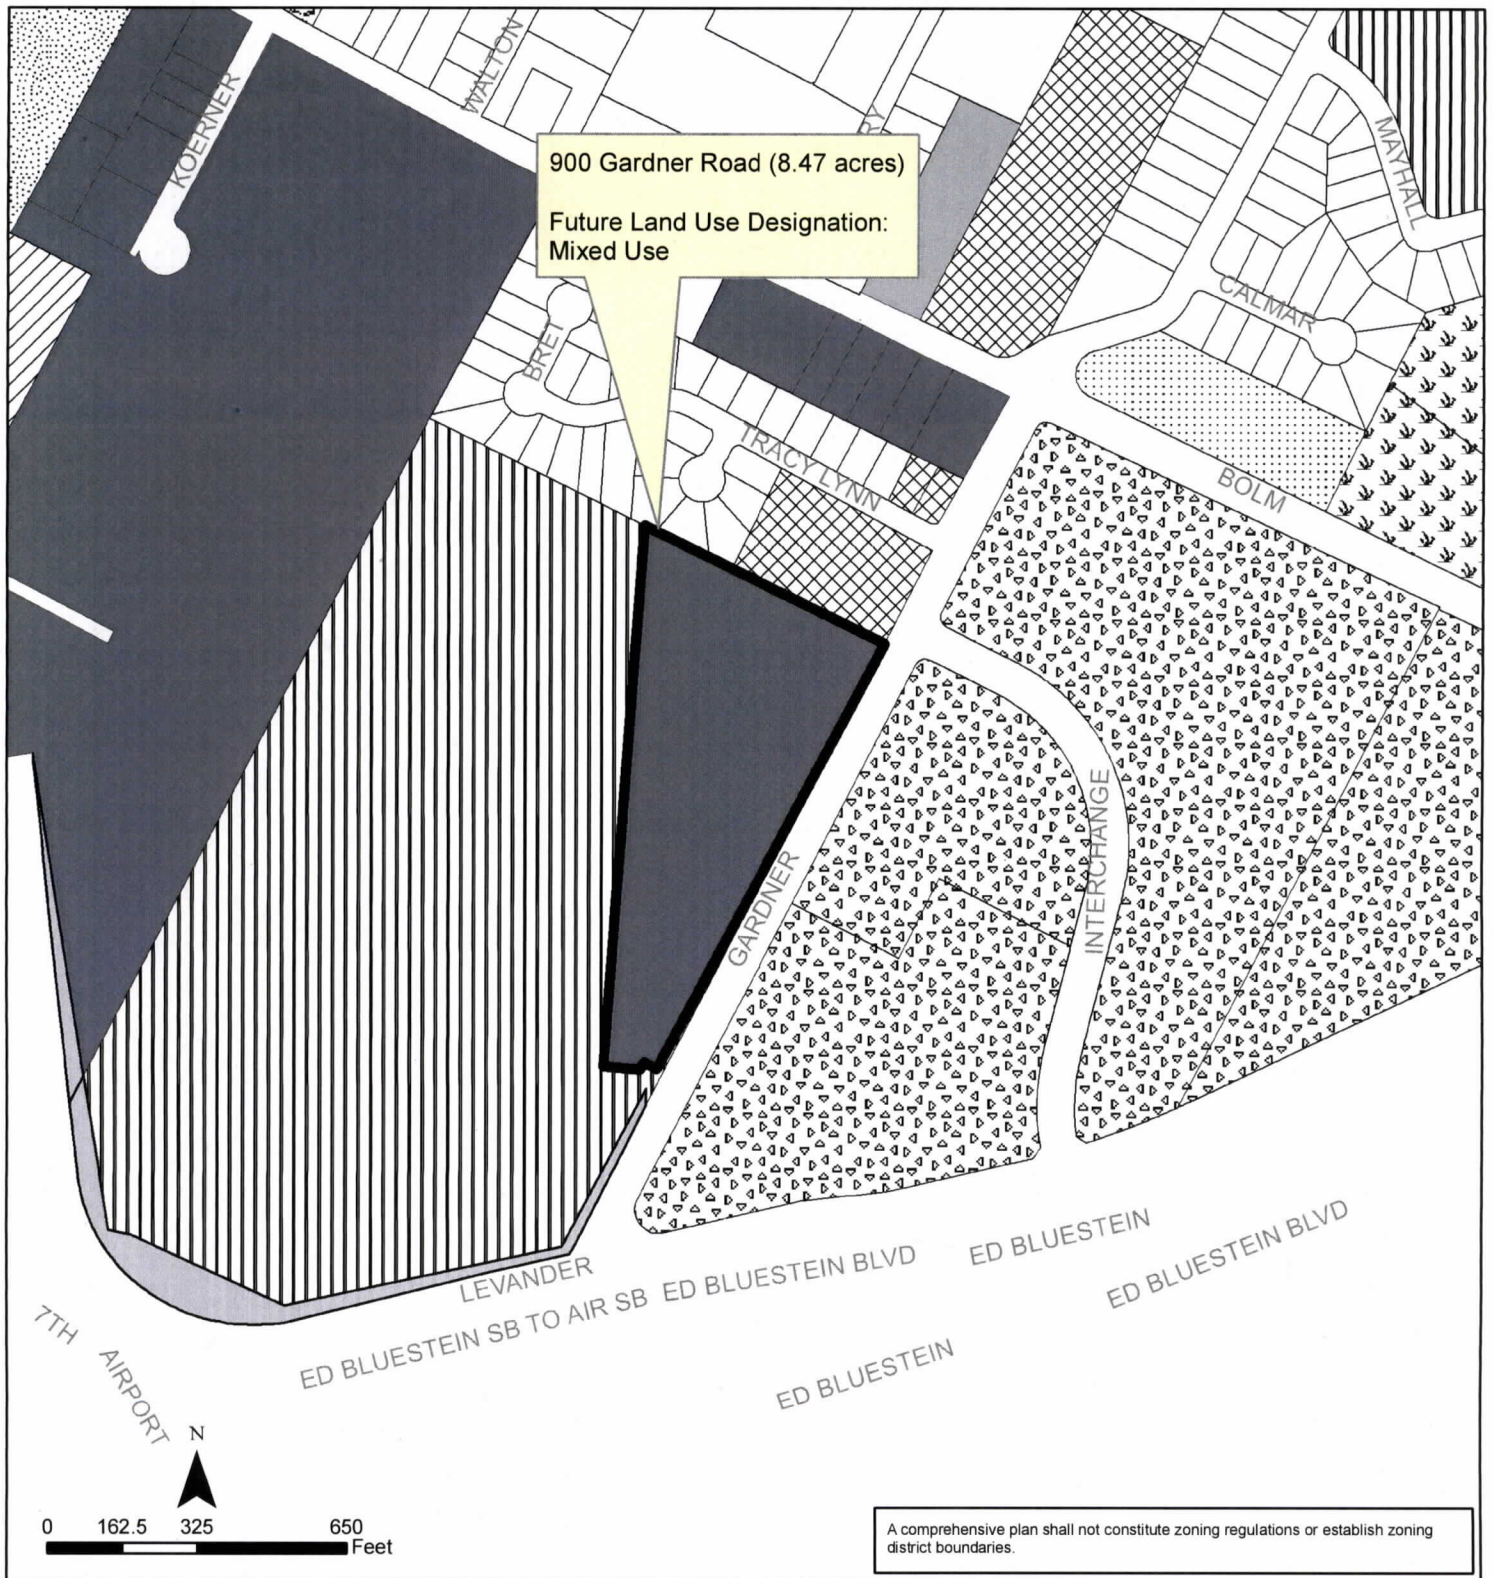 WALTON
KOERNER
RY
MAYHALL
900 Gardner Road (8.47 acres)
Future Land Use Designation:
Mixed Use
CALMAR
BRET
TRACY LYNN
BOLM
INTERCHANGE
GARDNER
LEVANDER
ED BLUESTEIN SB TO AIR SB
ED BLUESTEIN BLVD
ED BLUESTEIN
ED BLUESTEIN BLVD
ED BLUESTEIN
7TH
AIRPORT
N
0 162.5 325 650
Feet
A comprehensive plan shall not constitute zoning regulations or establish zoning
district boundaries.